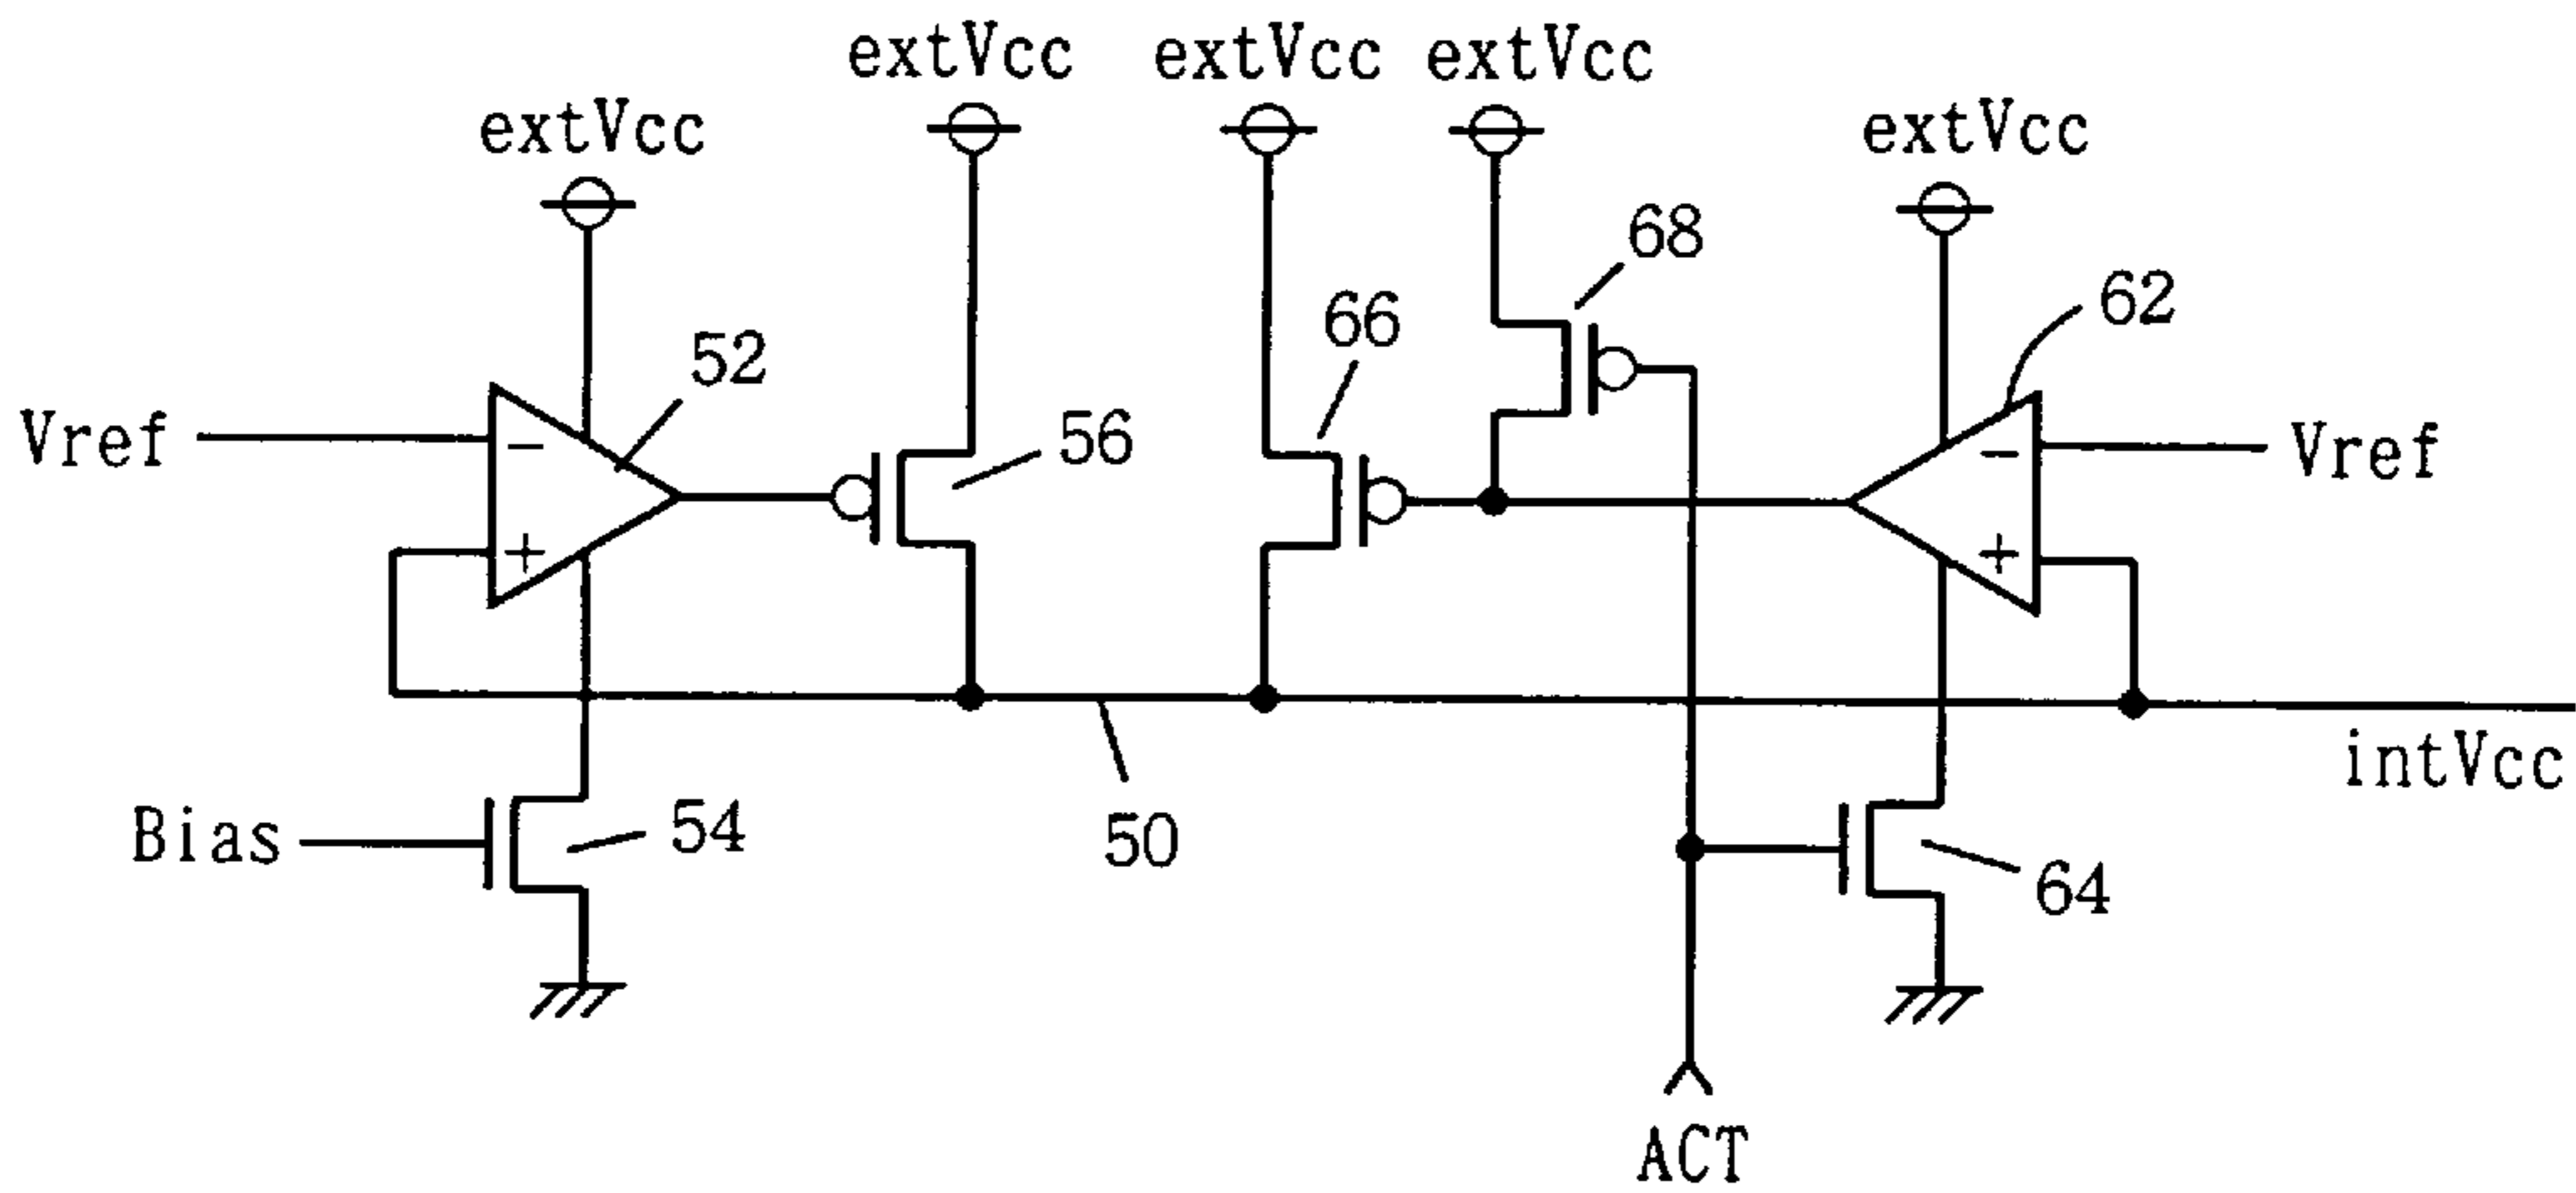 extVcc extVcc extVcc
extVcc extVcc
68
62
66
52
56
Vref - - Vref
+ +
intVcc
Bias 54 50 64
ACT